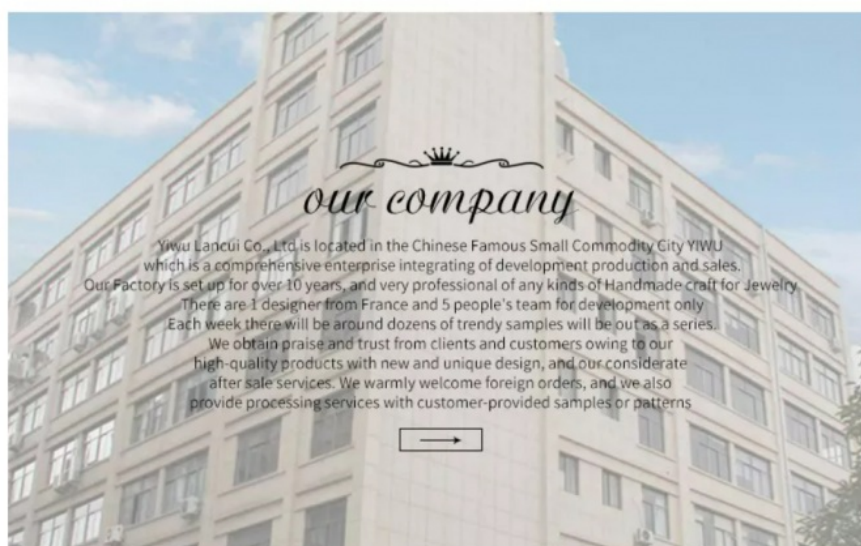 our company
Yiwu Lancui Co., Ltd is located in the Chinese Famous Small Commodity City YIWU
which is a comprehensive enterprise integrating of development production and sales.
Our Factory is set up for over 10 years, and very professional of any kinds of Handmade craft for Jewelry
There are 1 designer from France and 5 people's team for development only
Each week there will be around dozens of trendy samples will be out as a series.
We obtain praise and trust from clients and customers owing to our
high-quality products with new and unique design, and our considerate
after sale services. We warmly welcome foreign orders, and we also
provide processing services with customer-provided samples or patterns